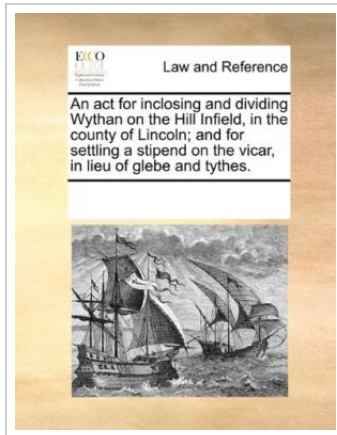 ECCO
Law and Reference
An act for inclosing and dividing
Wythan on the Hill Infield, in the
county of Lincoln; and for
settling a stipend on the vicar,
in lieu of glebe and tythes.